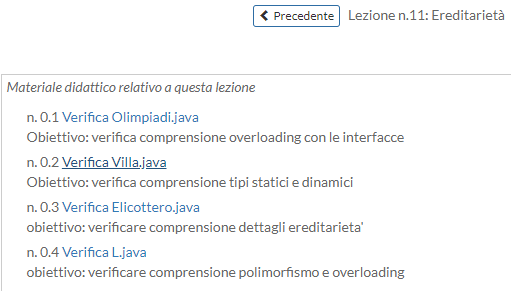 Precedente Lezione n.11: Ereditarietà
Materiale didattico relativo a questa lezione
n. 0.1 Verifica Olimpiadi.java
Obiettivo: verifica comprensione overloading con le interfacce
n. 0.2 Verifica Villa.java
Obiettivo: verifica comprensione tipi statici e dinamici
n. 0.3 Verifica Elicottero.java
obiettivo: verificare comprensione dettagli ereditarieta'
n. 0.4 Verifica L.java
obiettivo: verificare comprensione polimorfismo e overloading